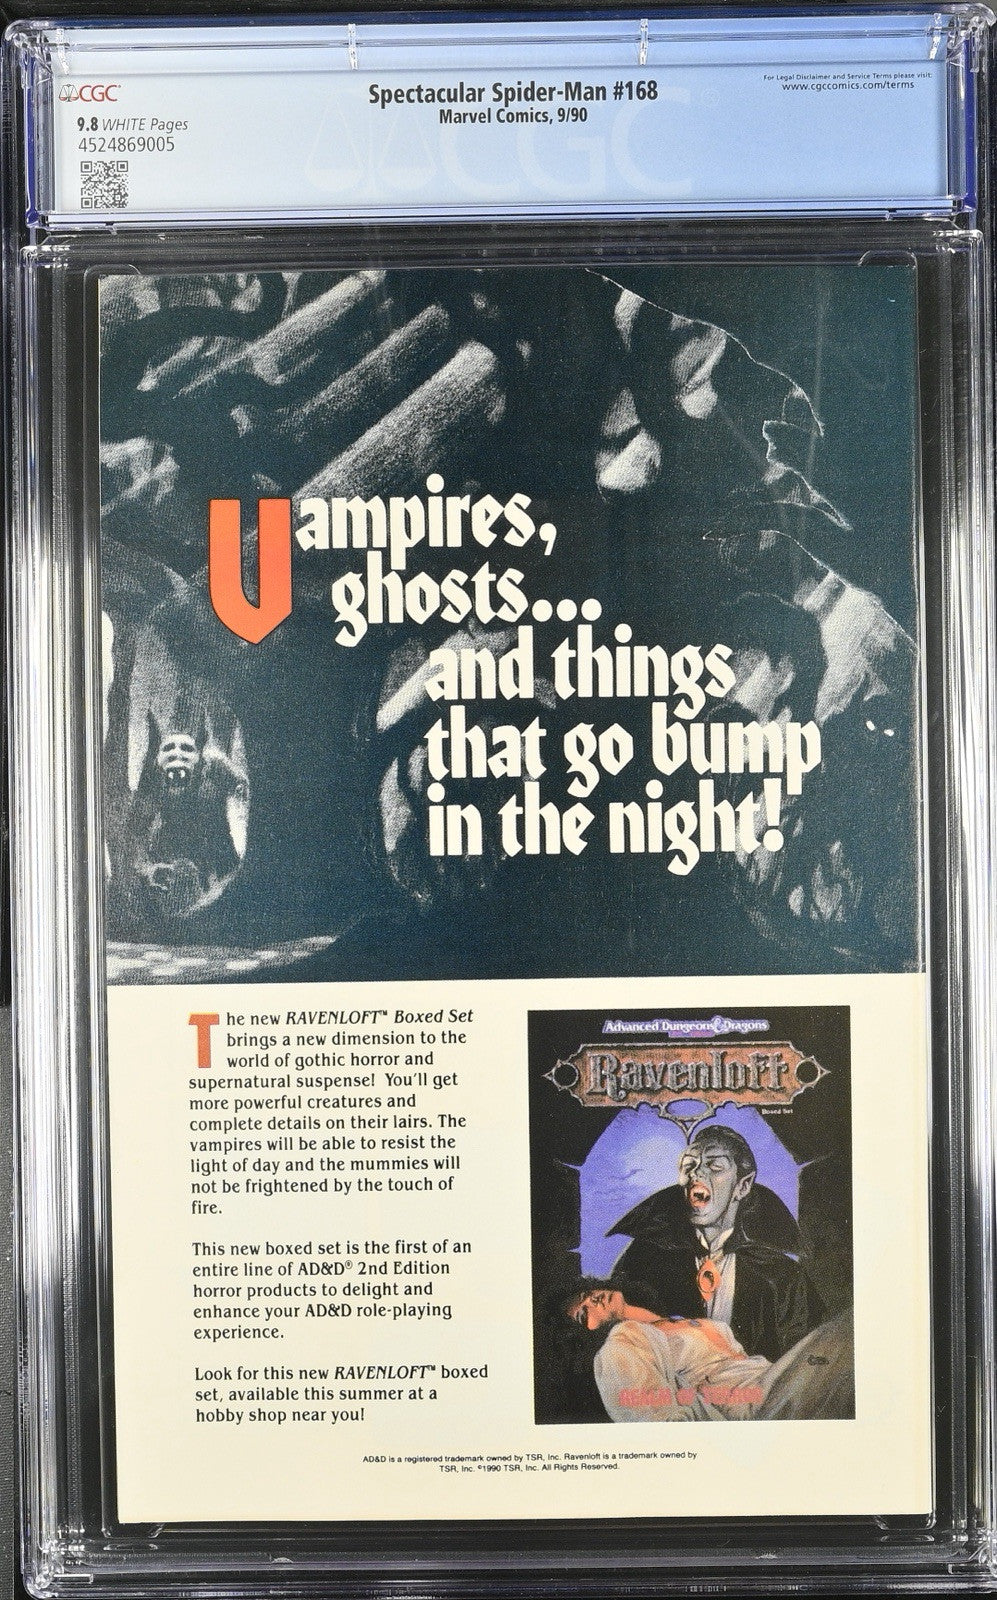 CGC
9.8 WHITE Pages
4524869005
Spectacular Spider-Man #168
Marvel Comics, 9/90
For Legal Disclaimer and Service Terms please visit:
www.cgccomics.com/terms
CGC
Vampires,
ghosts...
and things
that go bump
in the night!
The new RAVENLOFT™ Boxed Set
brings a new dimension to the
world of gothic horror and
supernatural suspense! You'll get
more powerful creatures and
complete details on their lairs. The
vampires will be able to resist the
light of day and the mummies will
not be frightened by the touch of
fire.
This new boxed set is the first of an
entire line of AD&D® 2nd Edition
horror products to delight and
enhance your AD&D role-playing
experience.
Look for this new RAVENLOFT™ boxed
set, available this summer at a
hobby shop near you!
Advanced Dungeons & Dragons
Ravenloft
Boxed Set
REALM OF TERROR
AD&D is a registered trademark owned by TSR, Inc. Ravenloft is a trademark owned by
TSR, Inc. ©1990 TSR, Inc. All Rights Reserved.